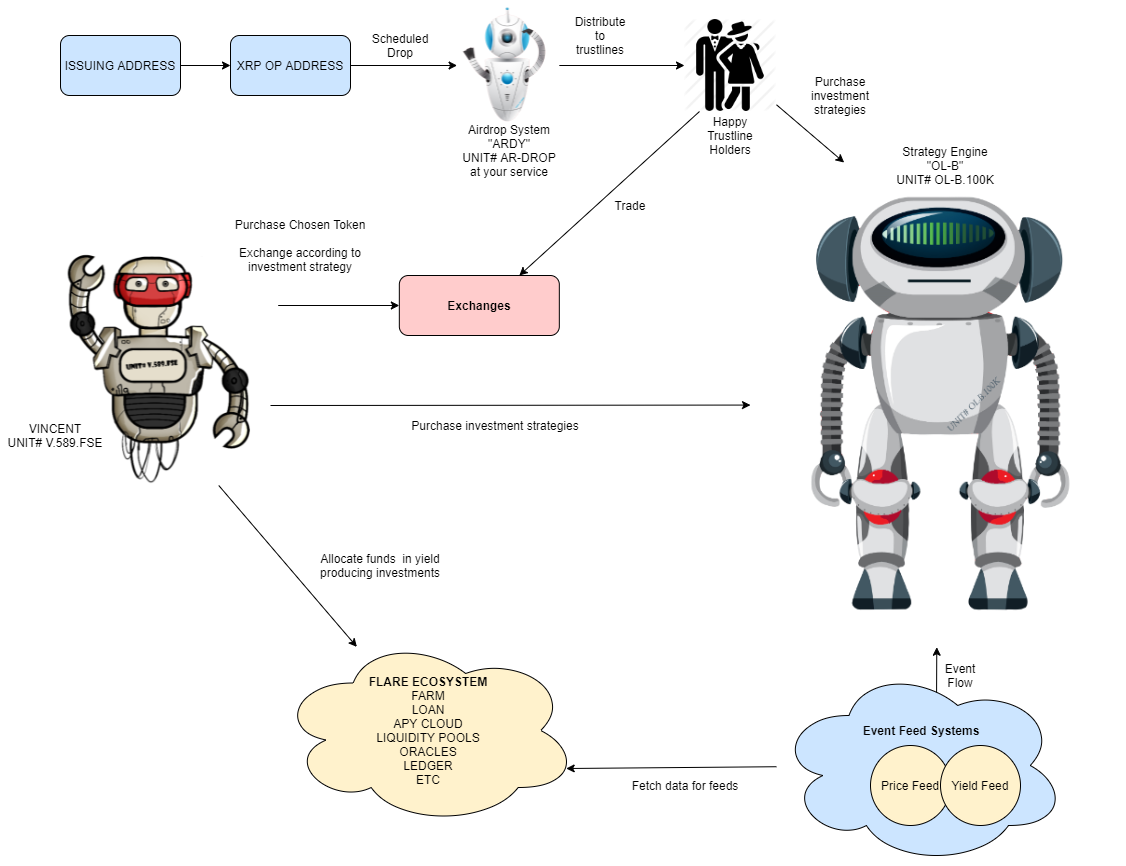 ISSUING ADDRESS
XRP OP ADDRESS
Scheduled
Drop
Distribute
to
trustlines
Airdrop System
"ARDY"
UNIT# AR-DROP
at your service
Happy
Trustline
Holders
Purchase
investment
strategies
Strategy Engine
"OL-B"
UNIT# OL-B.100K
Trade
Purchase Chosen Token
Exchange according to
investment strategy
Exchanges
UNIT# V.589.FSE
UNIT# OL-B.100K
VINCENT
UNIT# V.589.FSE
Purchase investment strategies
Allocate funds in yield
producing investments
FLARE ECOSYSTEM
FARM
LOAN
APY CLOUD
LIQUIDITY POOLS
ORACLES
LEDGER
ETC
Event
Flow
Event Feed Systems
Price Feed
Yield Feed
Fetch data for feeds